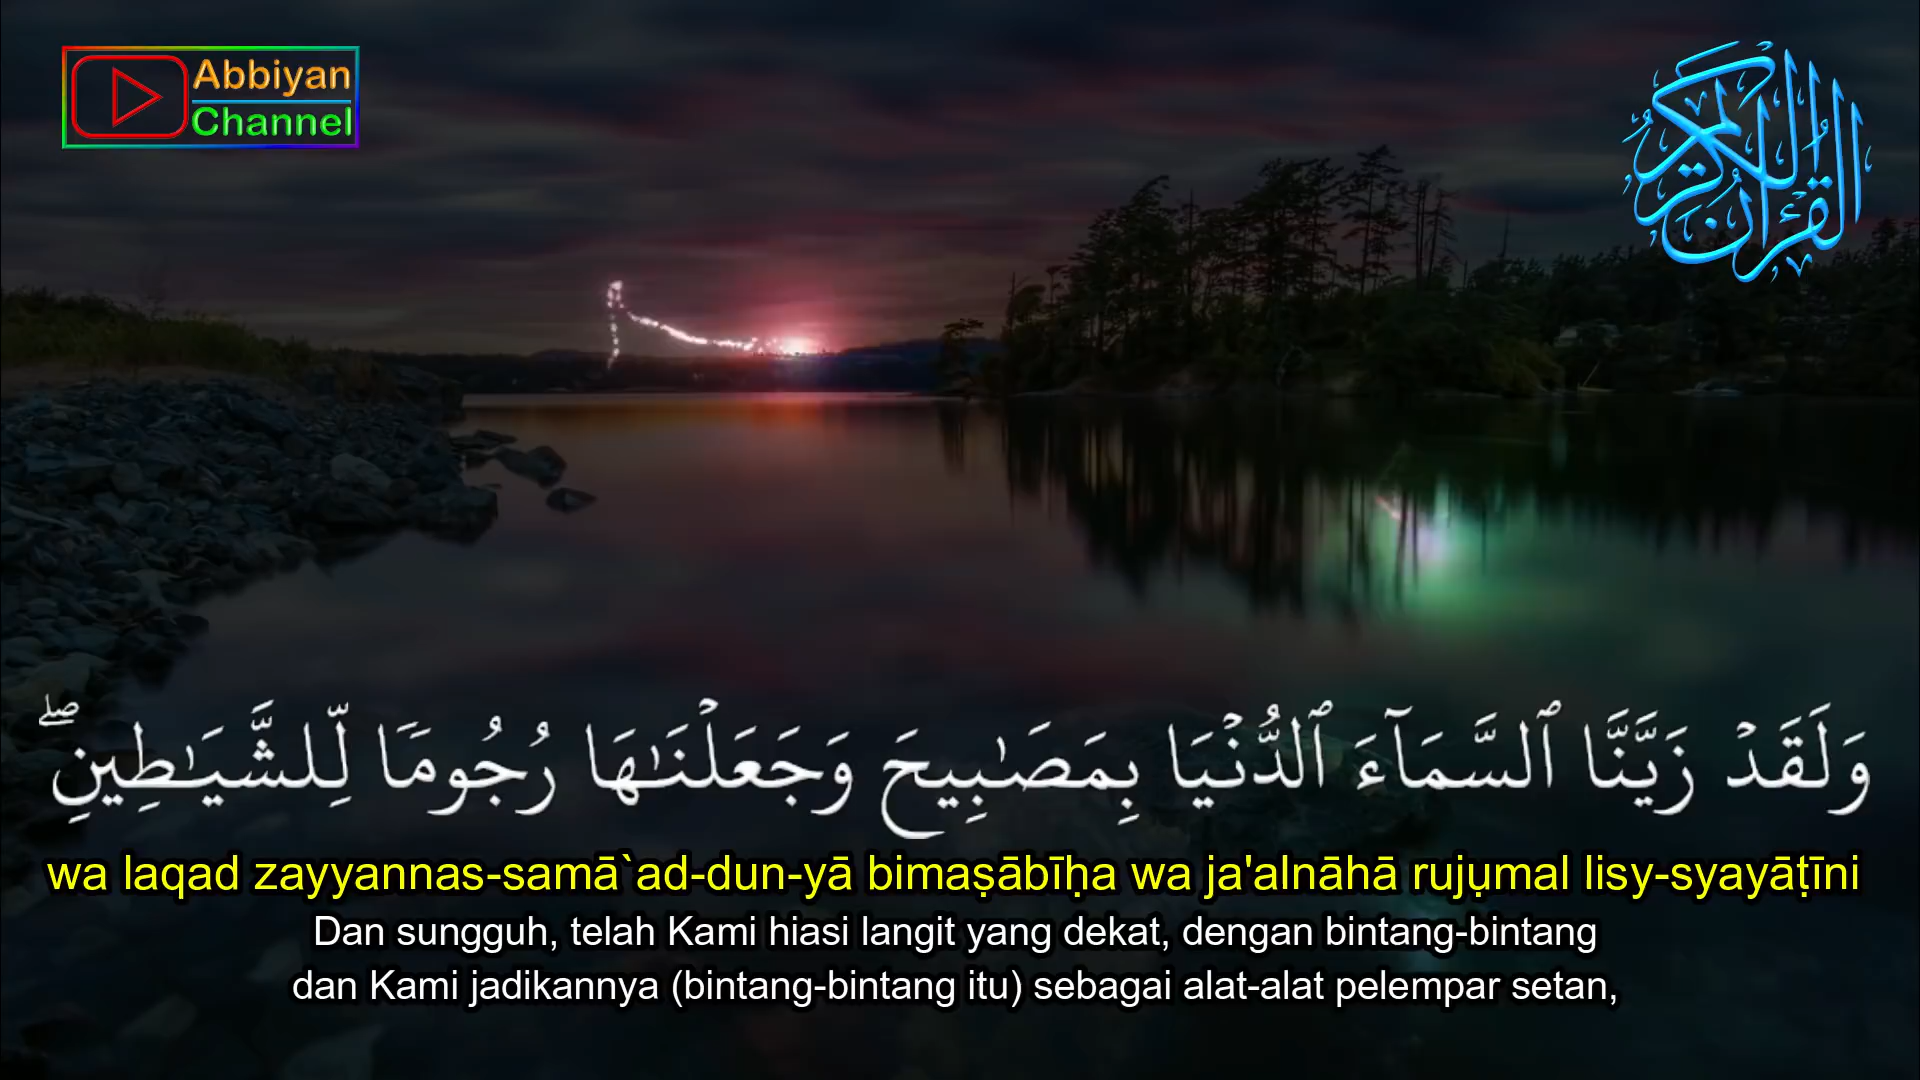 Abbiyan
Channel
القرآن الكريم
وَلَقَدۡ زَيَّنَّا ٱلسَّمَآءَ ٱلدُّنۡيَا بِمَصَٰبِيحَ وَجَعَلۡنَٰهَا رُجُومٗا لِّلشَّيَٰطِينِۖ
wa laqad zayyannas-samā`ad-dun-yā bimaṣābīḥa wa ja'alnāhā rujụmal lisy-syayāṭīni
Dan sungguh, telah Kami hiasi langit yang dekat, dengan bintang-bintang
dan Kami jadikannya (bintang-bintang itu) sebagai alat-alat pelempar setan,